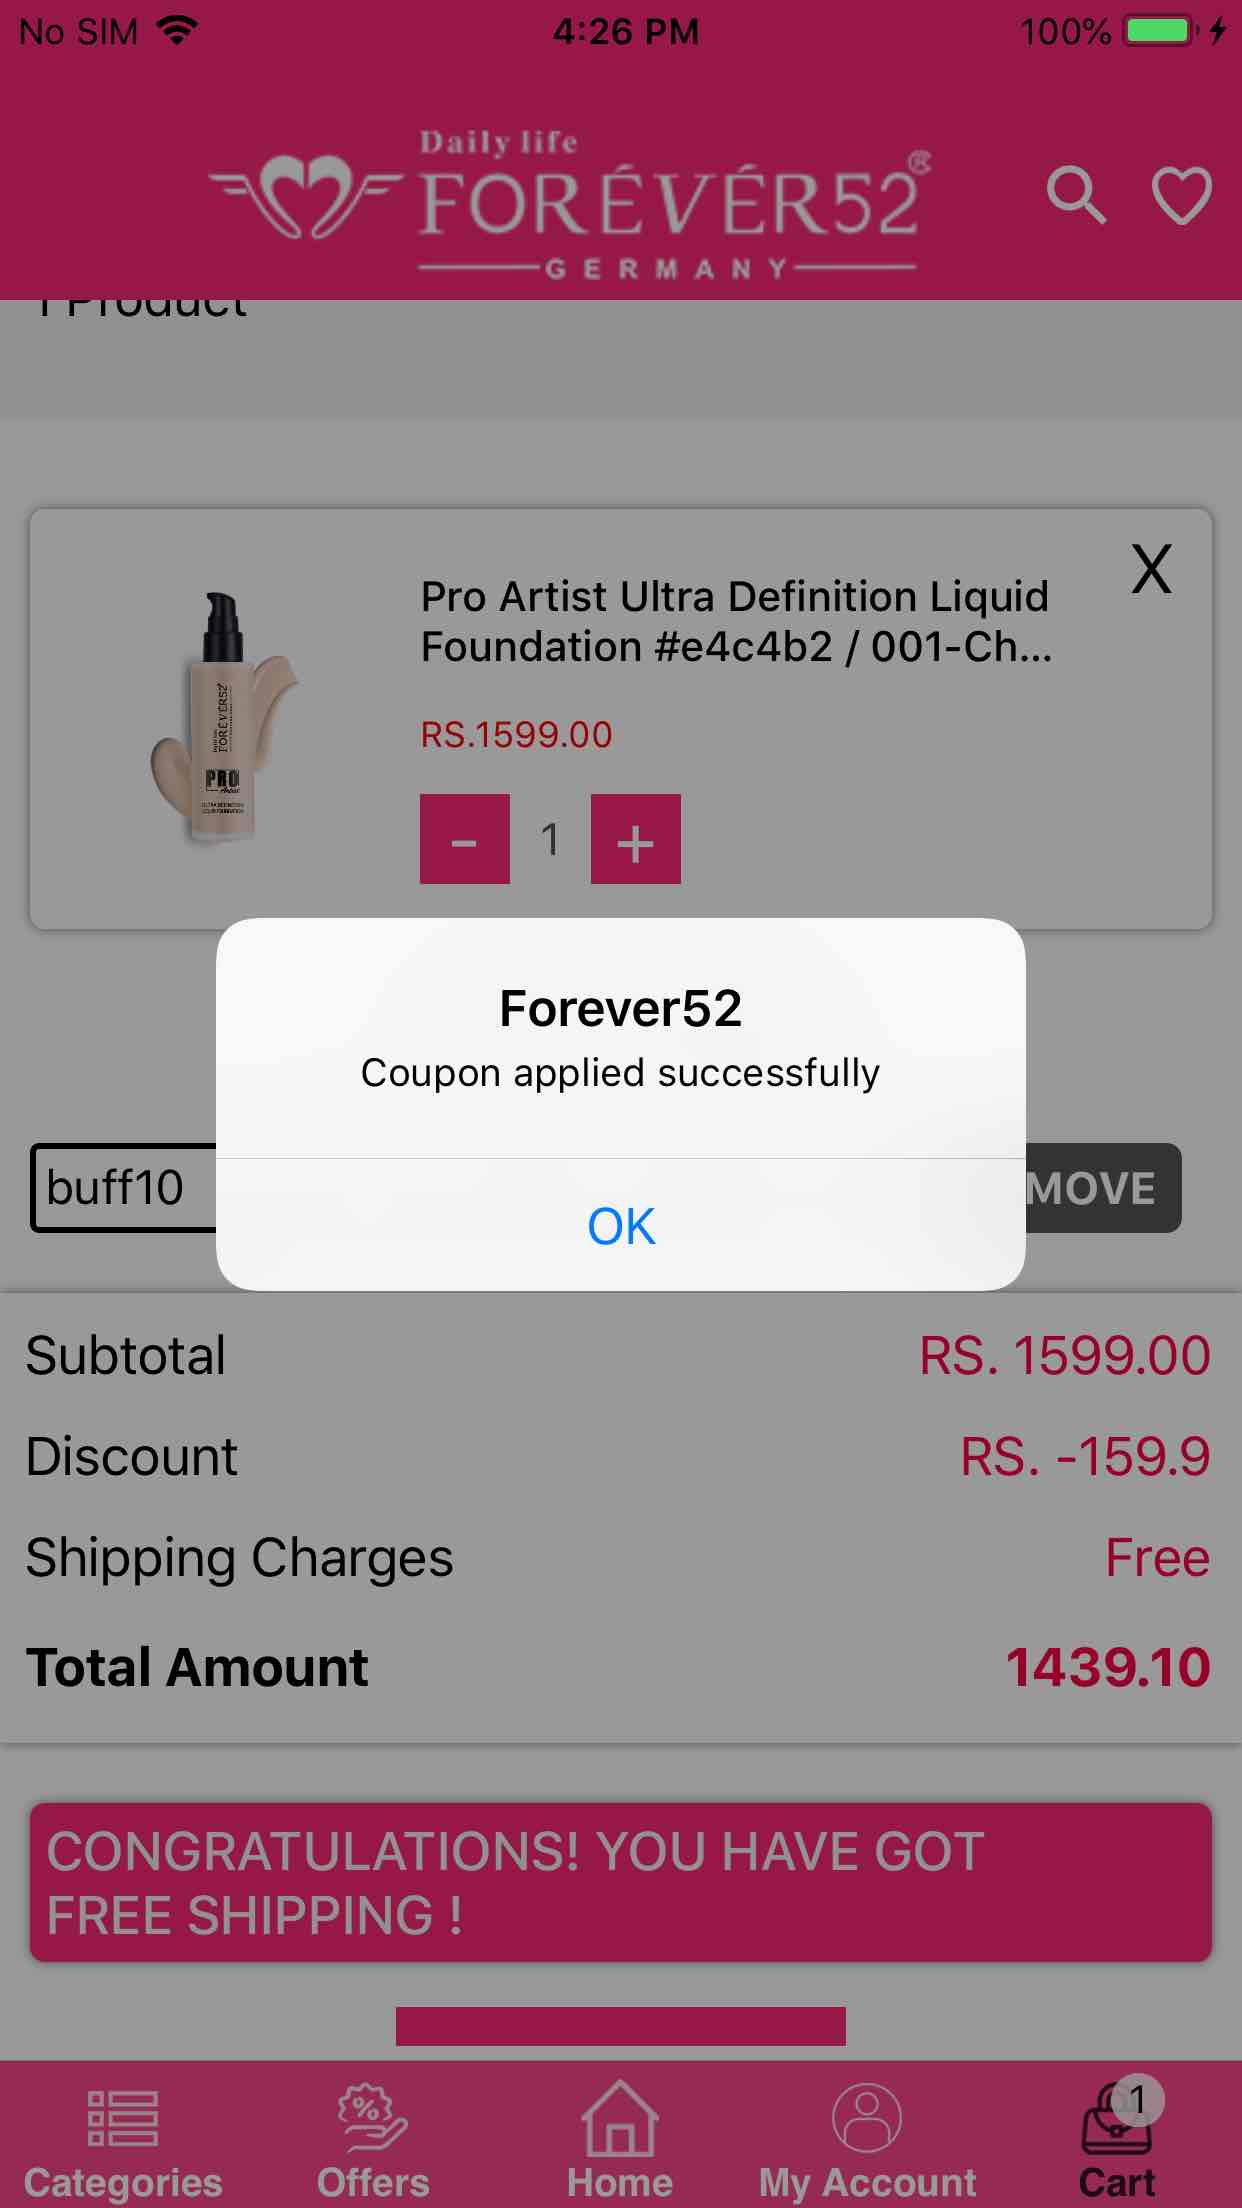 No SIM
4:26 PM
100%
Daily life
FORÉVÉR52®
GERMANY
1 Product
X
Pro Artist Ultra Definition Liquid
Foundation #e4c4b2 / 001-Ch...
RS.1599.00
- 1 +
FORÉVÉR52
PRO
Artist
Forever52
Coupon applied successfully
OK
buff10
MOVE
Subtotal RS. 1599.00
Discount RS. -159.9
Shipping Charges Free
Total Amount 1439.10
CONGRATULATIONS! YOU HAVE GOT
FREE SHIPPING !
1
Categories Offers Home My Account Cart